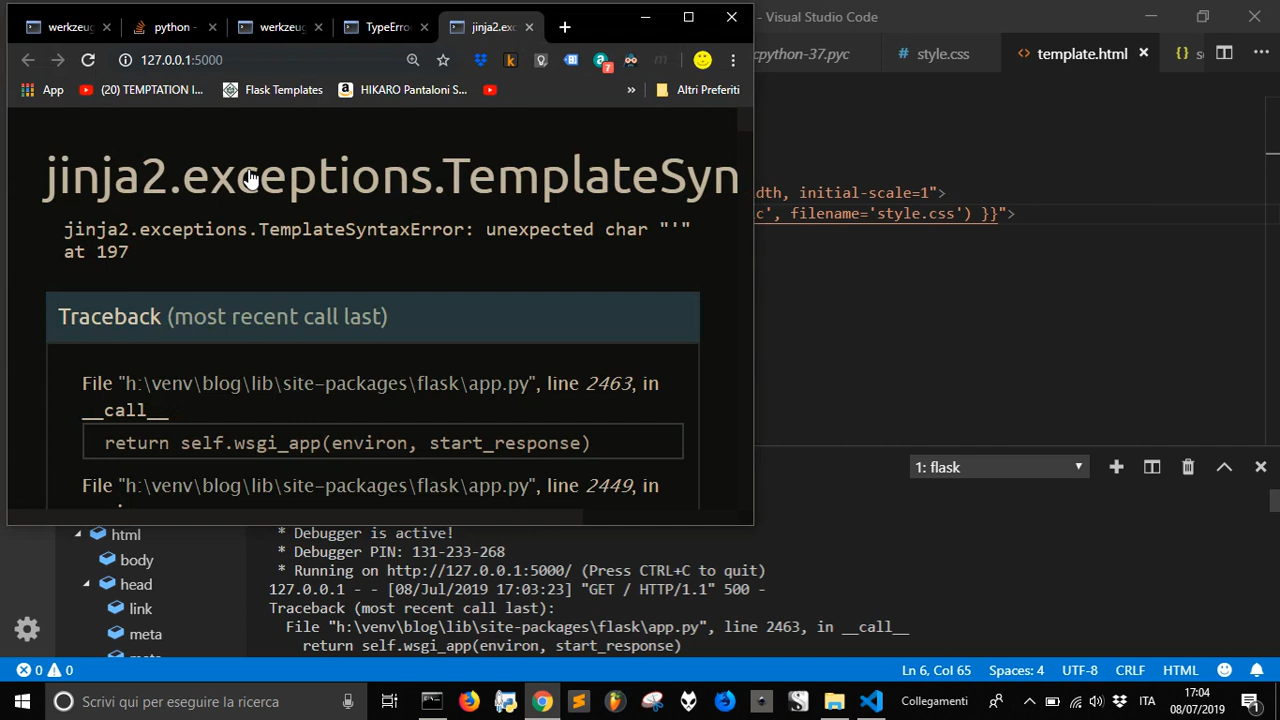 werkzeug
python -
werkzeug
TypeErro
jinja2.ex
- Visual Studio Code
127.0.0.1:5000
7
cpython-37.pyc
style.css
template.html
App
(20) TEMPTATION I...
Flask Templates
HIKARO Pantaloni S...
»
Altri Preferiti
jinja2.exceptions.TemplateSyn
jinja2.exceptions.TemplateSyntaxError: unexpected char "'"
at 197
Traceback (most recent call last)
File "h:\venv\blog\lib\site-packages\flask\app.py", line 2463, in
__call__
return self.wsgi_app(environ, start_response)
File "h:\venv\blog\lib\site-packages\flask\app.py", line 2449, in
dth, initial-scale=1">
c', filename='style.css') }}">
1: flask
html
body
head
link
meta
* Debugger is active!
* Debugger PIN: 131-233-268
* Running on http://127.0.0.1:5000/ (Press CTRL+C to quit)
127.0.0.1 - - [08/Jul/2019 17:03:23] "GET / HTTP/1.1" 500 -
Traceback (most recent call last):
File "h:\venv\blog\lib\site-packages\flask\app.py", line 2463, in __call__
return self.wsgi_app(environ, start_response)
0 0
Ln 6, Col 65
Spaces: 4
UTF-8
CRLF
HTML
Scrivi qui per eseguire la ricerca
Collegamenti
ITA
17:04
08/07/2019